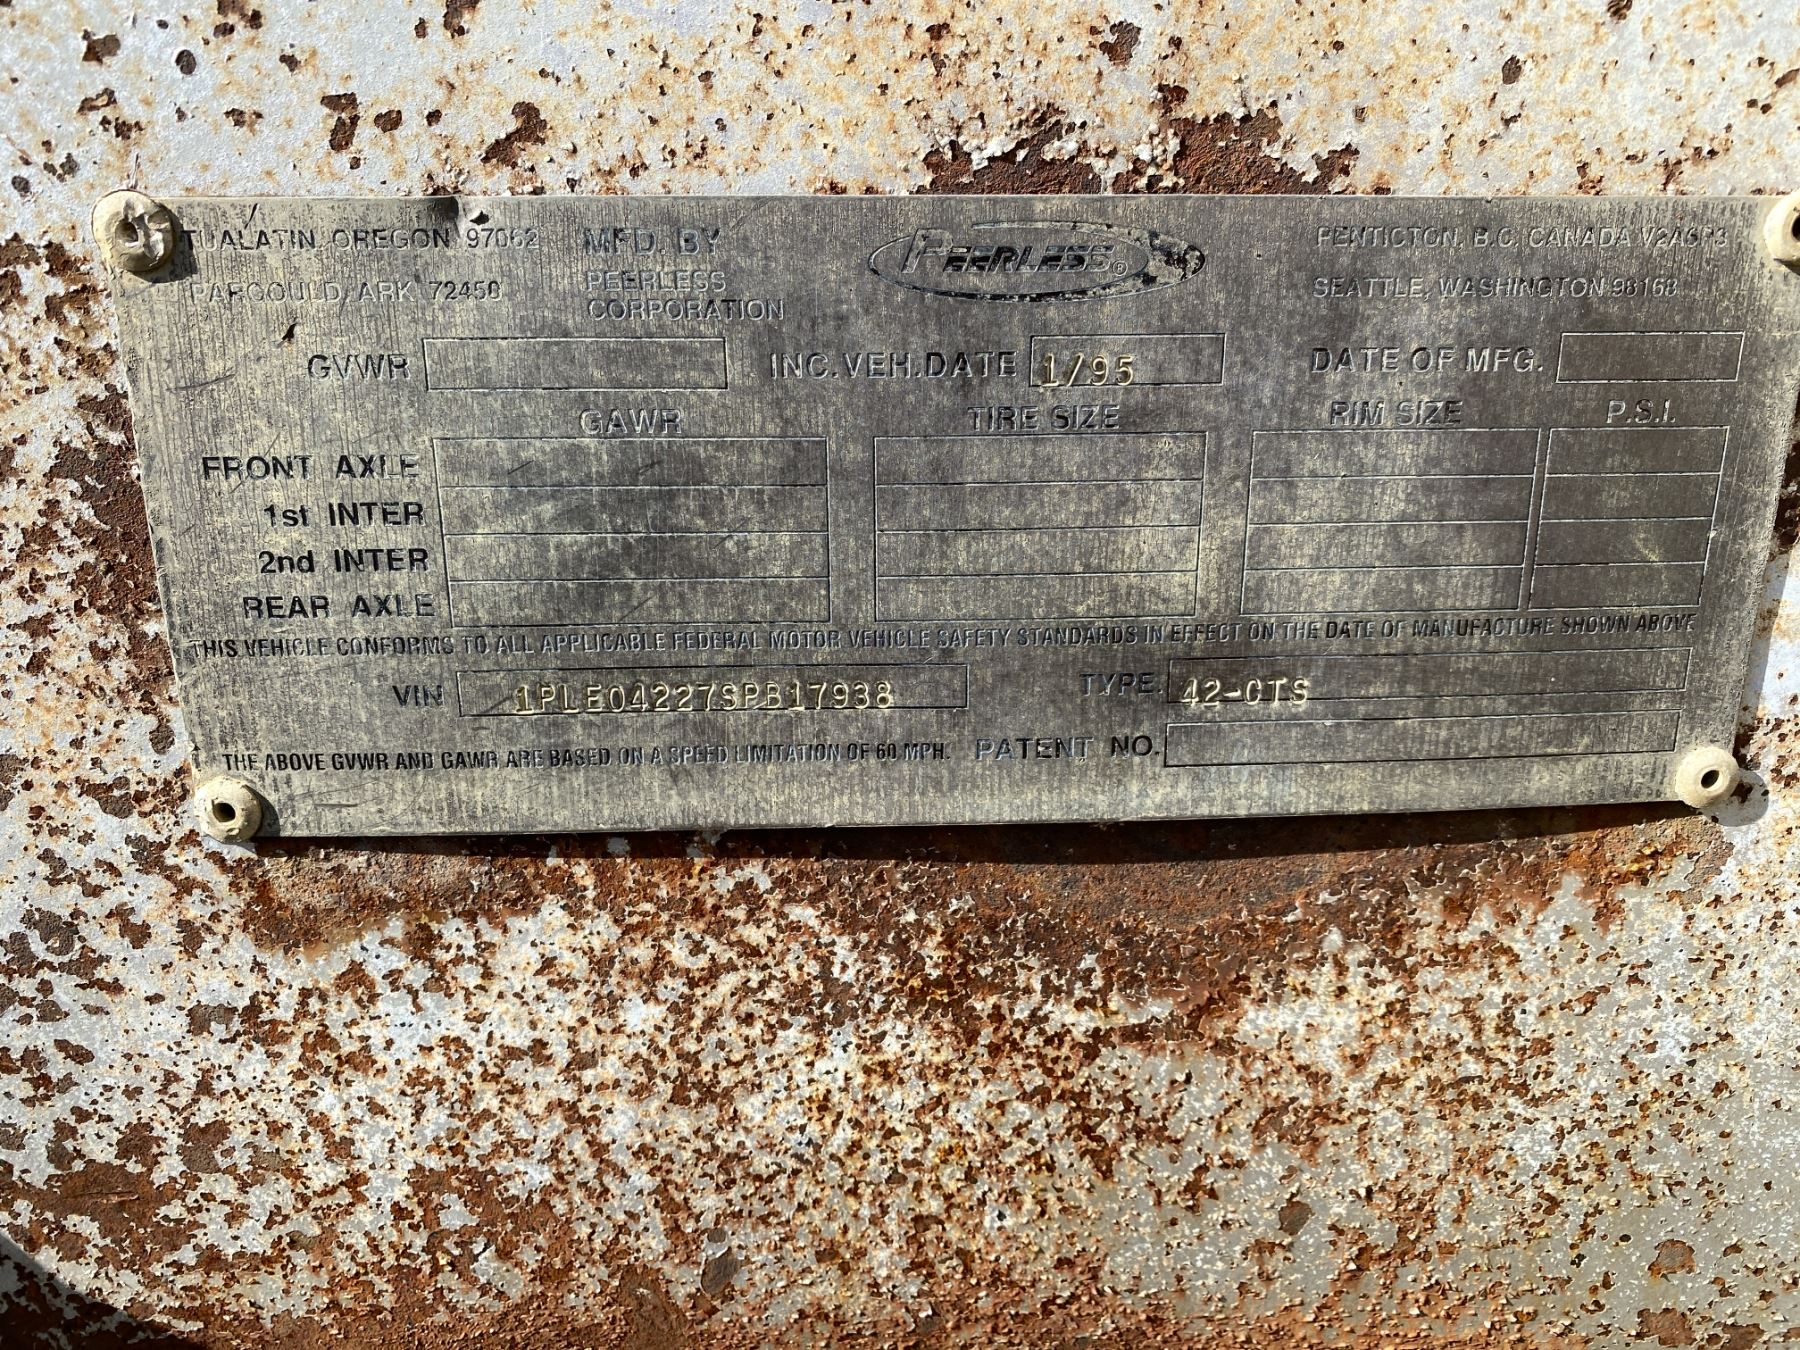 TUALATIN, OREGON 97062 MFD. BY PEERLESS® PENTICTON, B.C. CANADA V2A6P3
PARGOULD, ARK 72450 PEERLESS CORPORATION SEATTLE, WASHINGTON 98168
GVWR INC. VEH. DATE 1/95 DATE OF MFG.
GAWR TIRE SIZE RIM SIZE P.S.I.
FRONT AXLE
1st INTER
2nd INTER
REAR AXLE
THIS VEHICLE CONFORMS TO ALL APPLICABLE FEDERAL MOTOR VEHICLE SAFETY STANDARDS IN EFFECT ON THE DATE OF MANUFACTURE SHOWN ABOVE
VIN 1PLE04227SPB17938 TYPE. 42-CTS
THE ABOVE GVWR AND GAWR ARE BASED ON A SPEED LIMITATION OF 60 MPH. PATENT NO.